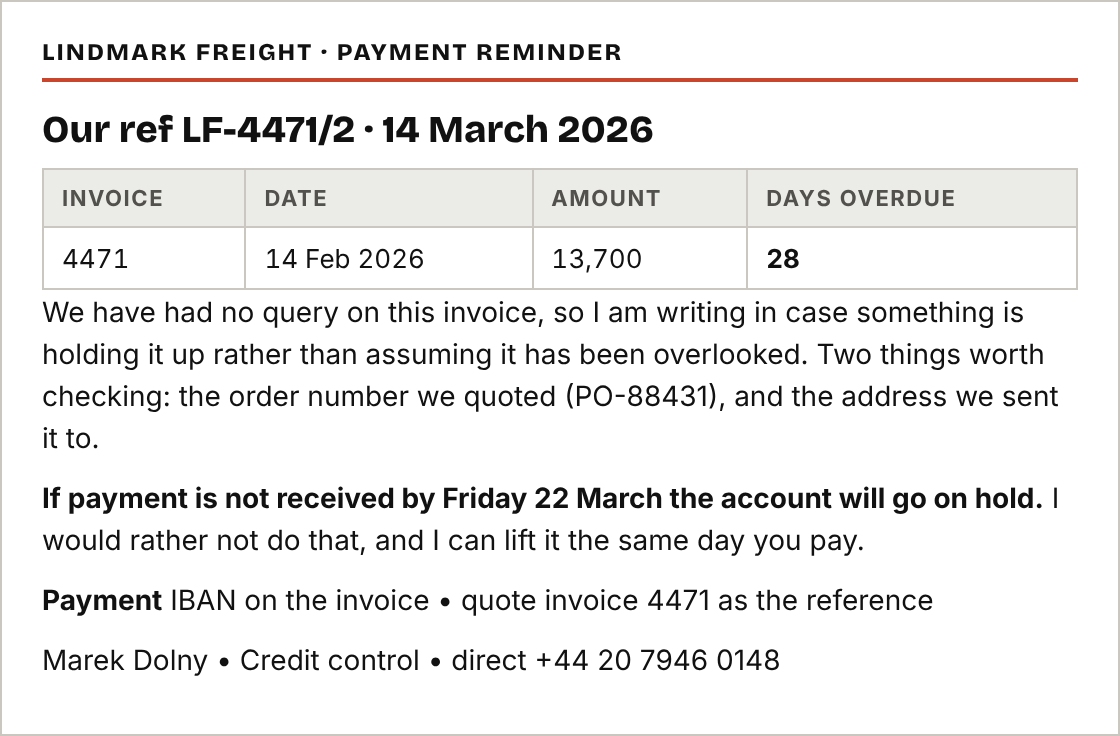 LINDMARK FREIGHT · PAYMENT REMINDER
Our ref LF-4471/2 · 14 March 2026
INVOICE DATE AMOUNT DAYS OVERDUE
4471 14 Feb 2026 13,700 28
We have had no query on this invoice, so I am writing in case something is
holding it up rather than assuming it has been overlooked. Two things worth
checking: the order number we quoted (PO-88431), and the address we sent
it to.
If payment is not received by Friday 22 March the account will go on hold. I
would rather not do that, and I can lift it the same day you pay.
Payment IBAN on the invoice • quote invoice 4471 as the reference
Marek Dolny • Credit control • direct +44 20 7946 0148